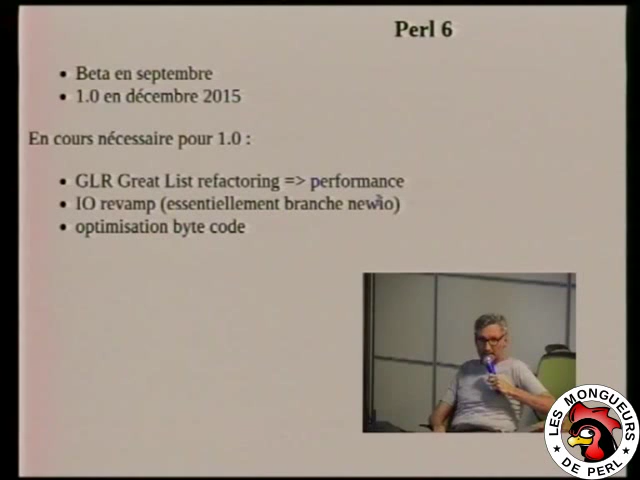 Perl 6
• Beta en septembre
• 1.0 en décembre 2015
En cours nécessaire pour 1.0 :
• GLR Great List refactoring => performance
• IO revamp (essentiellement branche newio)
• optimisation byte code
LES MONGUEURS
★ DE PERL ★